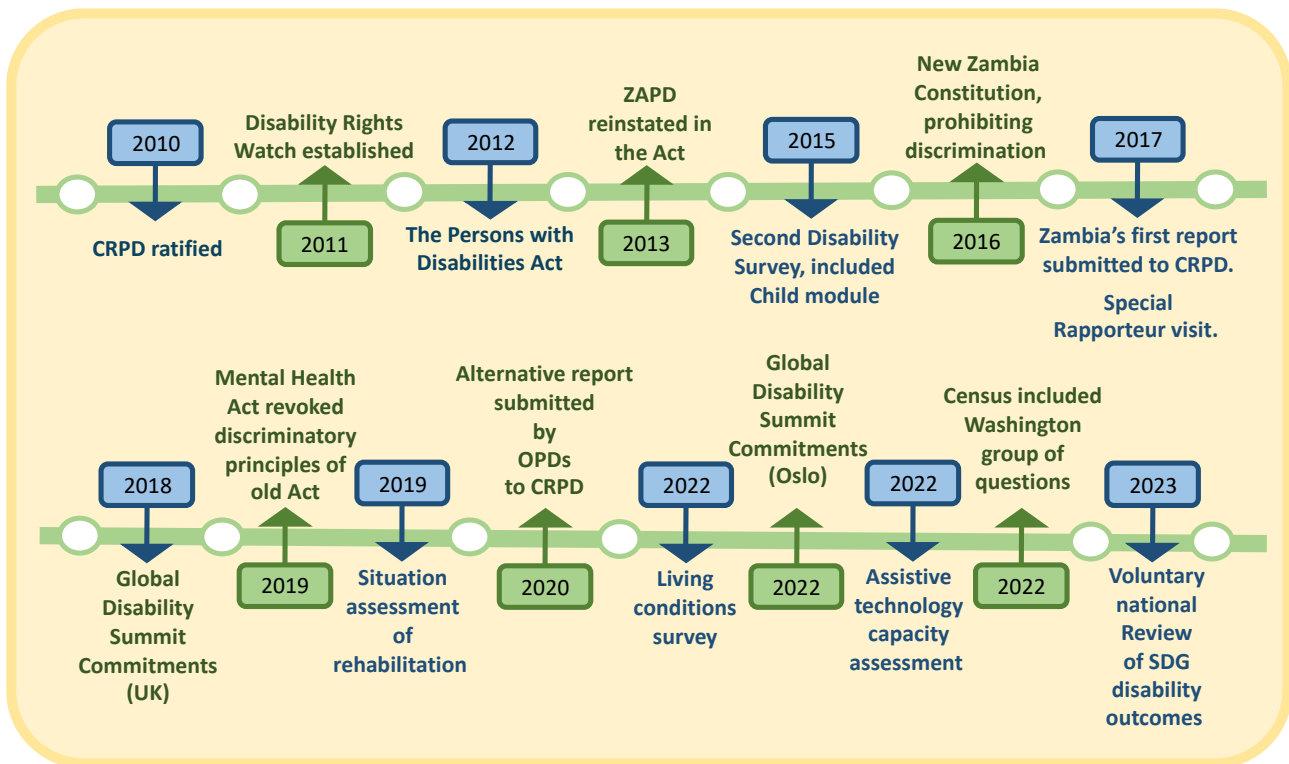 2010
CRPD ratified
Disability Rights
Watch established
2011
2012
The Persons with
Disabilities Act
ZAPD
reinstated in
the Act
2013
2015
Second Disability
Survey, included
Child module
New Zambia
Constitution,
prohibiting
discrimination
2016
2017
Zambia’s first report
submitted to CRPD.
Special
Rapporteur visit.
2018
Global
Disability
Summit
Commitments
(UK)
Mental Health
Act revoked
discriminatory
principles of
old Act
2019
2019
Situation
assessment
of
rehabilitation
Alternative report
submitted
by
OPDs
to CRPD
2020
2022
Living
conditions
survey
Global
Disability
Summit
Commitments
(Oslo)
2022
2022
Assistive
technology
capacity
assessment
Census included
Washington
group of
questions
2022
2023
Voluntary
national
Review
of SDG
disability
outcomes